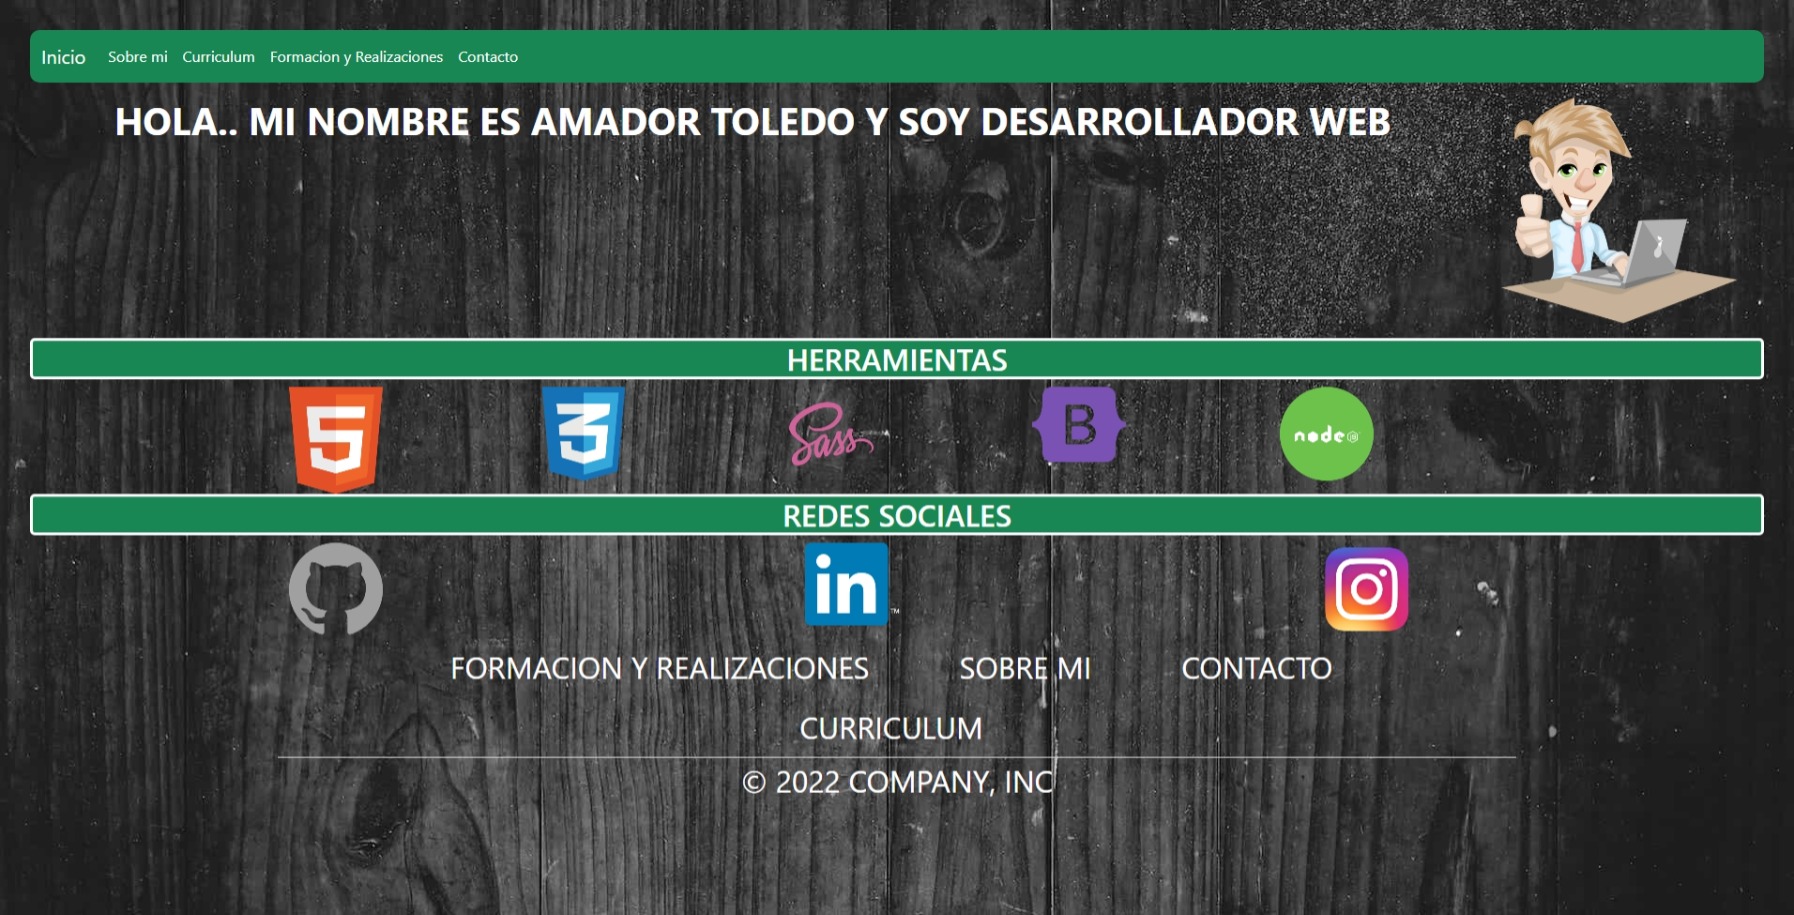 Inicio Sobre mi Curriculum Formacion y Realizaciones Contacto
HOLA.. MI NOMBRE ES AMADOR TOLEDO Y SOY DESARROLLADOR WEB
HERRAMIENTAS
5 3 Sass B node
REDES SOCIALES
in ™
FORMACION Y REALIZACIONES SOBRE MI CONTACTO
CURRICULUM
© 2022 COMPANY, INC